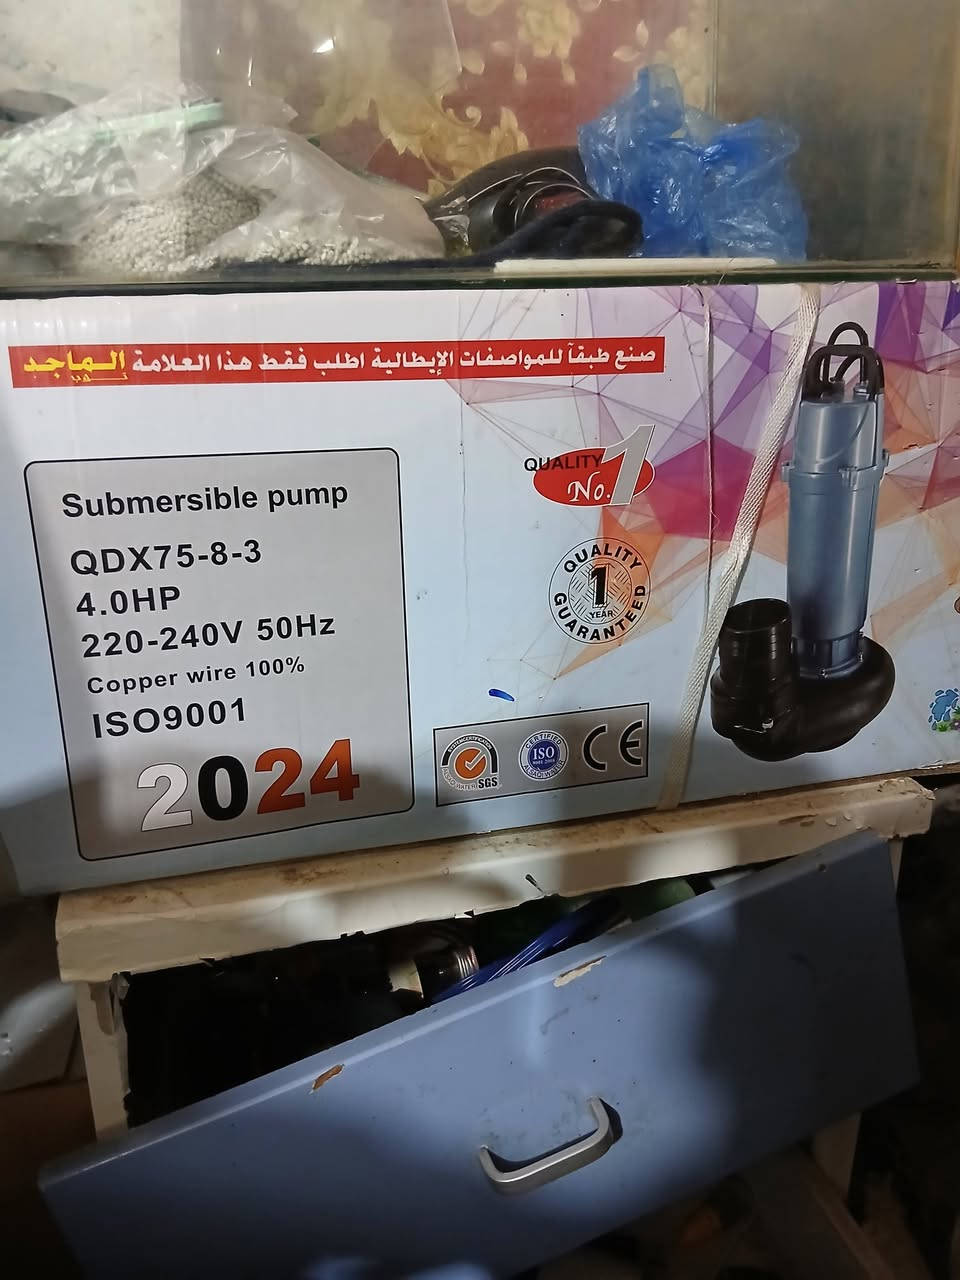 صنع طبقاً للمواصفات الإيطالية اطلب فقط هذا العلامة الماجد
Submersible pump
QDX75-8-3
4.0HP
220-240V 50Hz
Copper wire 100%
ISO9001
2024
QUALITY
No.1
QUALITY
1
YEAR
GUARANTEED
SGS
CERTIFIED
ISO
CE